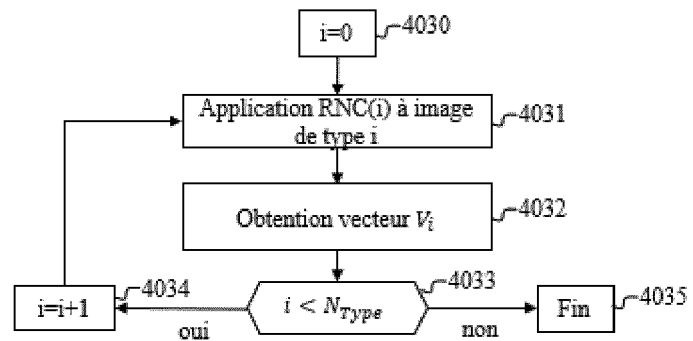 i=0
4030
Application RNC(i) à image
de type i
4031
Obtention vecteur V_i
4032
i < N_Type
4033
i=i+1
4034
oui
non
Fin
4035